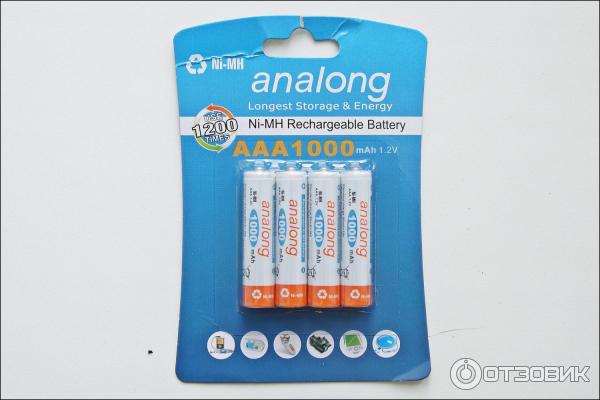 Ni-MH
analong
Longest Storage & Energy
USE
1200
TIMES
Ni-MH Rechargeable Battery
AAA1000 mAh 1.2V
Ni-MH
analong
1000 mAh
Ni-MH
analong
1000 mAh
Ni-MH
analong
1000 mAh
Ni-MH
analong
1000 mAh
ОТЗОВИК